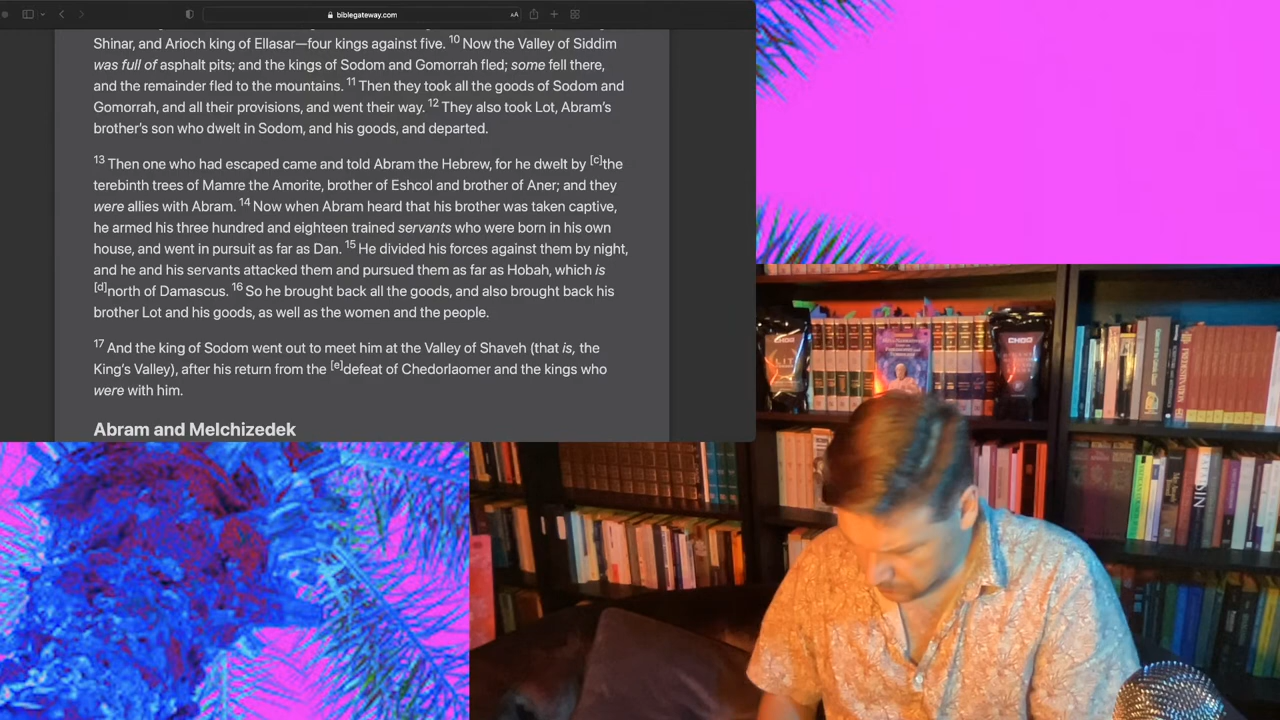 biblegateway.com
AA
Shinar, and Arioch king of Ellasar—four kings against five. 10 Now the Valley of Siddim
was full of asphalt pits; and the kings of Sodom and Gomorrah fled; some fell there,
and the remainder fled to the mountains. 11 Then they took all the goods of Sodom and
Gomorrah, and all their provisions, and went their way. 12 They also took Lot, Abram's
brother's son who dwelt in Sodom, and his goods, and departed.
13 Then one who had escaped came and told Abram the Hebrew, for he dwelt by [c]the
terebinth trees of Mamre the Amorite, brother of Eshcol and brother of Aner; and they
were allies with Abram. 14 Now when Abram heard that his brother was taken captive,
he armed his three hundred and eighteen trained servants who were born in his own
house, and went in pursuit as far as Dan. 15 He divided his forces against them by night,
and he and his servants attacked them and pursued them as far as Hobah, which is
[d]north of Damascus. 16 So he brought back all the goods, and also brought back his
brother Lot and his goods, as well as the women and the people.
17 And the king of Sodom went out to meet him at the Valley of Shaveh (that is, the
King's Valley), after his return from the [e]defeat of Chedorlaomer and the kings who
were with him.
Abram and Melchizedek